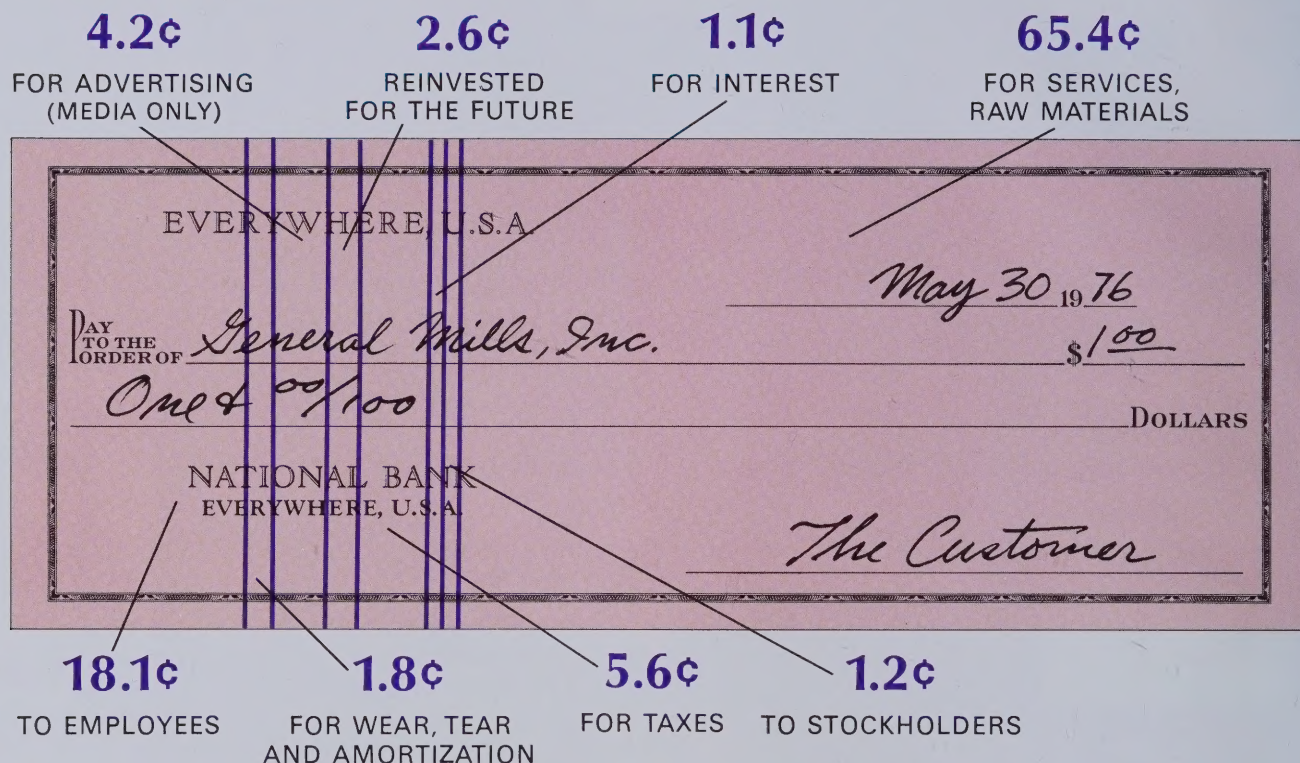 4.2¢
FOR ADVERTISING
(MEDIA ONLY)
2.6¢
REINVESTED
FOR THE FUTURE
1.1¢
FOR INTEREST
65.4¢
FOR SERVICES,
RAW MATERIALS
EVERYWHERE, U.S.A.
May 30 19 76
PAY
TO THE
ORDER OF General Mills, Inc. $1 00
One & 00/100 DOLLARS
NATIONAL BANK
EVERYWHERE, U.S.A.
The Customer
18.1¢
TO EMPLOYEES
1.8¢
FOR WEAR, TEAR
AND AMORTIZATION
5.6¢
FOR TAXES
1.2¢
TO STOCKHOLDERS